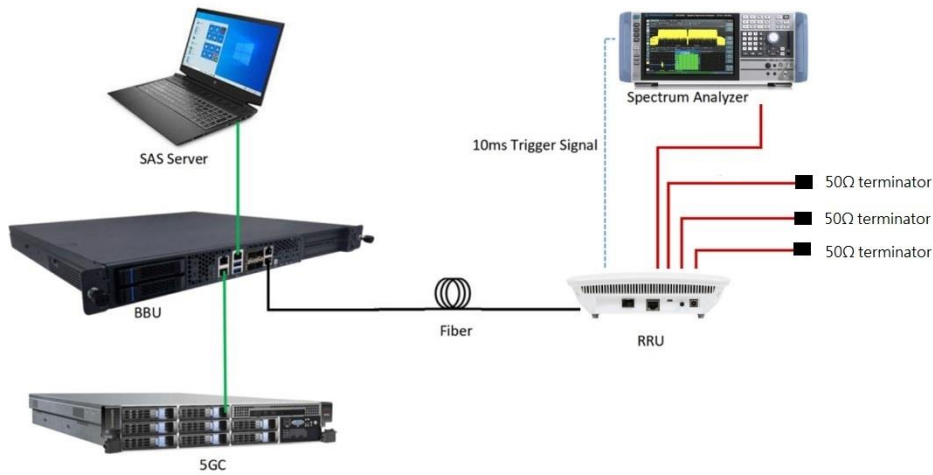 SAS Server
Spectrum Analyzer
10ms Trigger Signal
50Ω terminator
50Ω terminator
50Ω terminator
BBU
Fiber
RRU
5GC